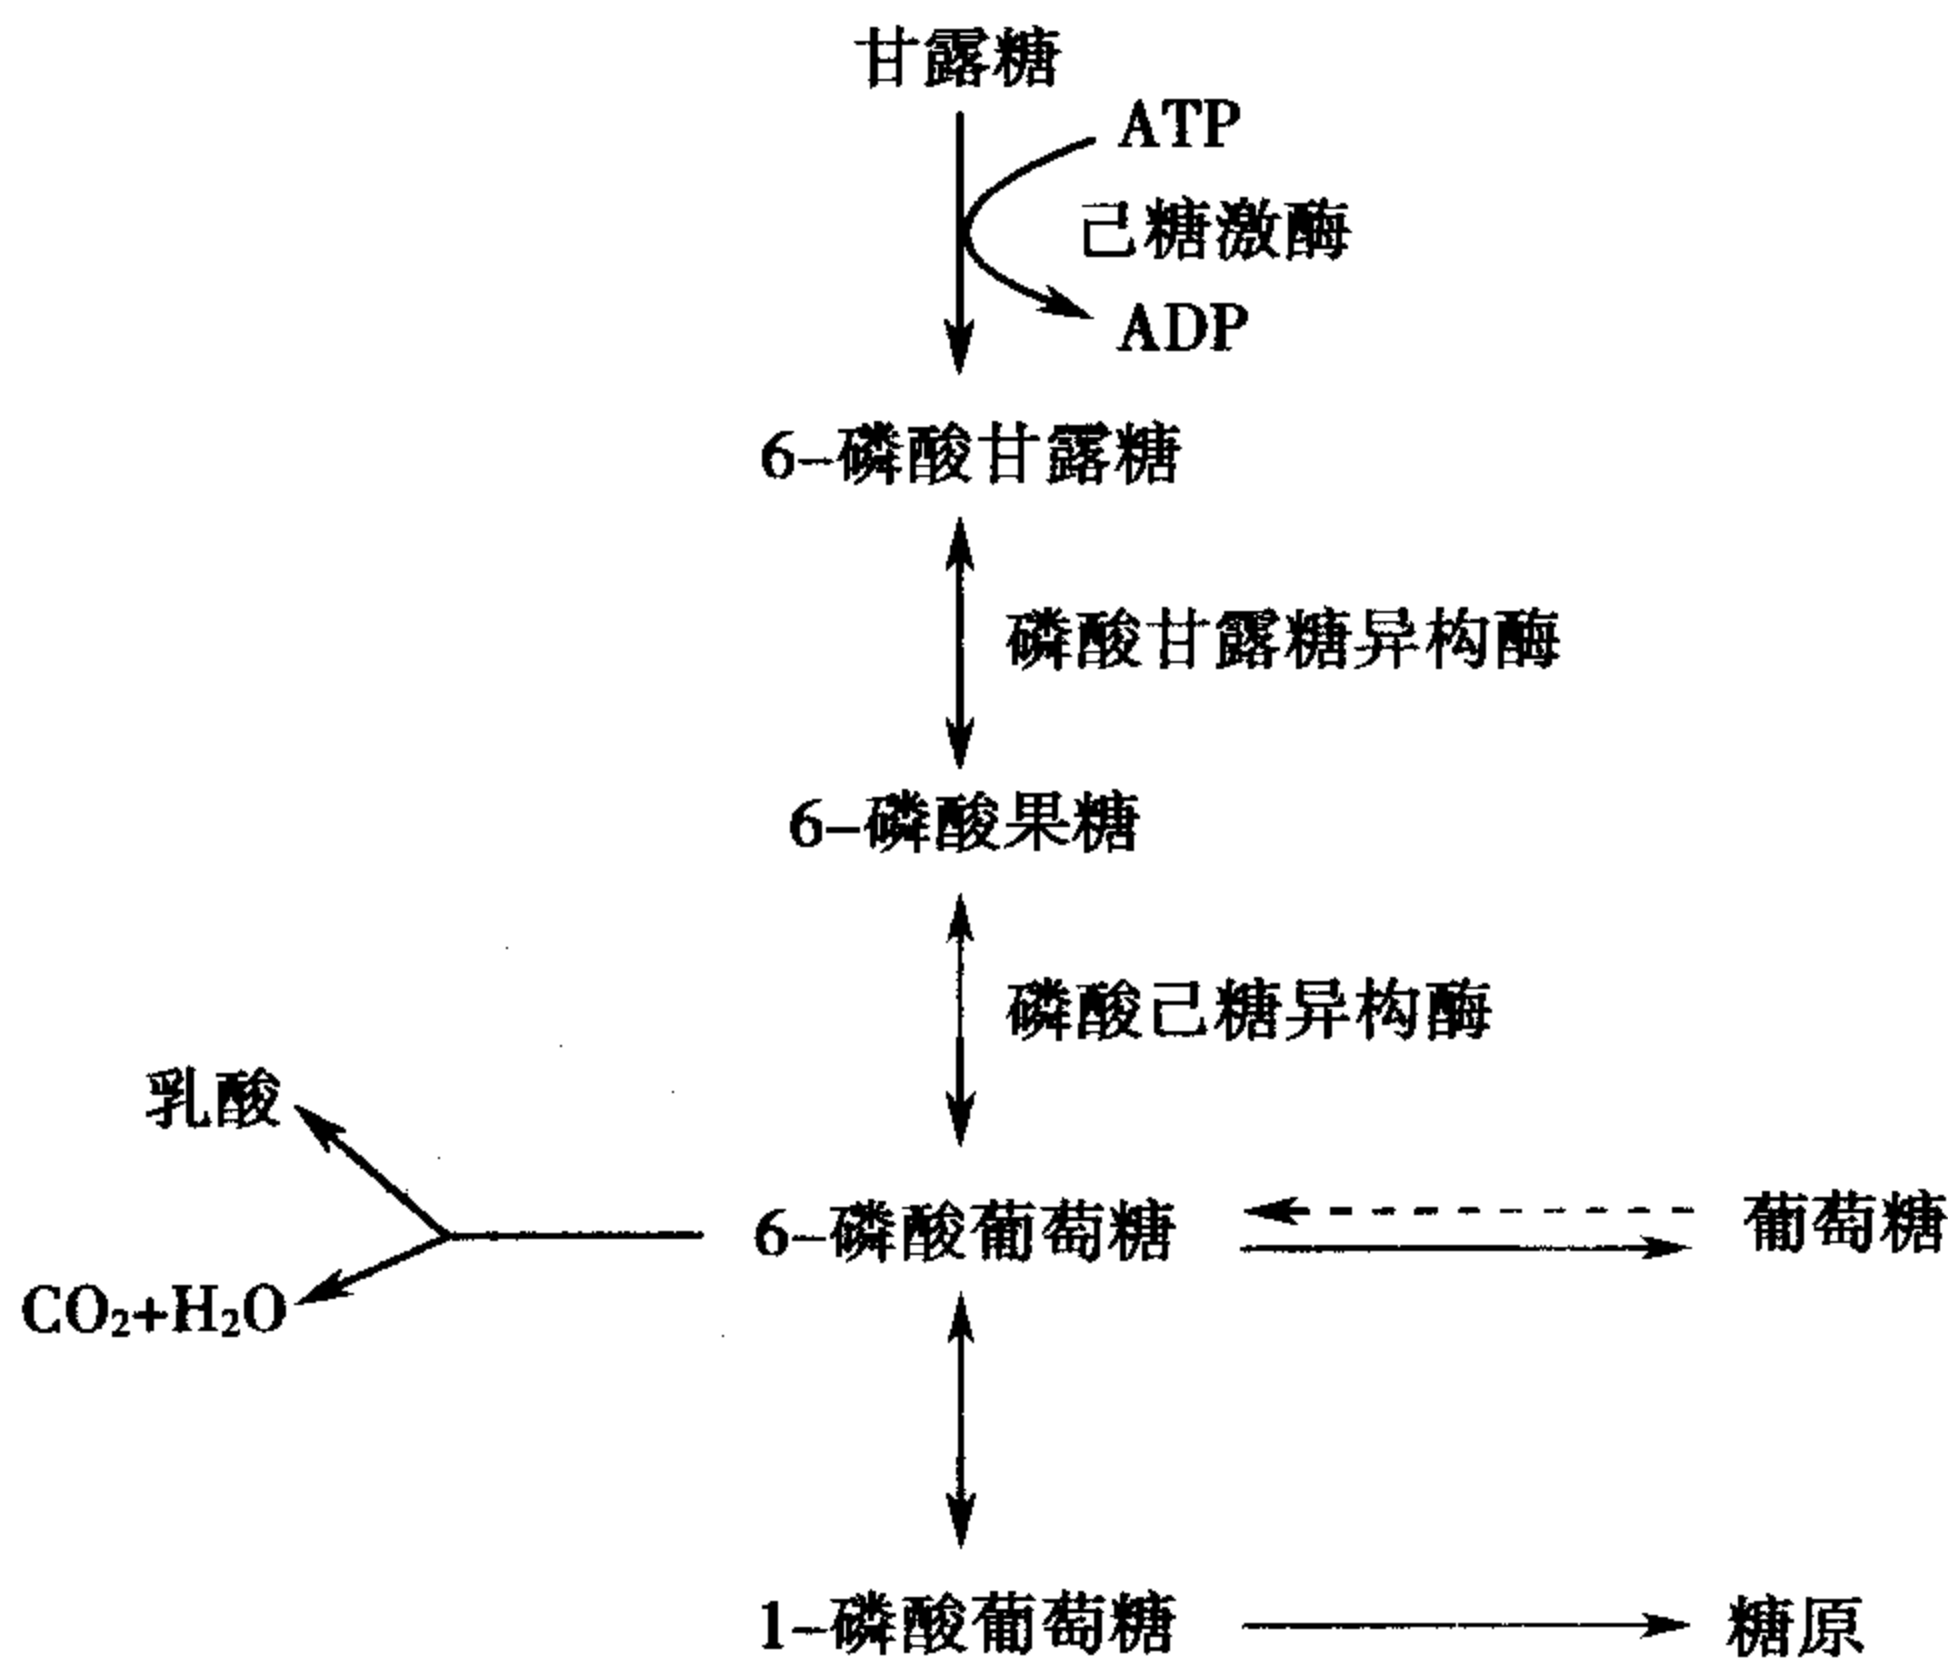 甘露糖
ATP
己糖激酶
ADP
6-磷酸甘露糖
磷酸甘露糖异构酶
6-磷酸果糖
磷酸己糖异构酶
乳酸
6-磷酸葡萄糖
葡萄糖
CO₂+H₂O
1-磷酸葡萄糖
糖原